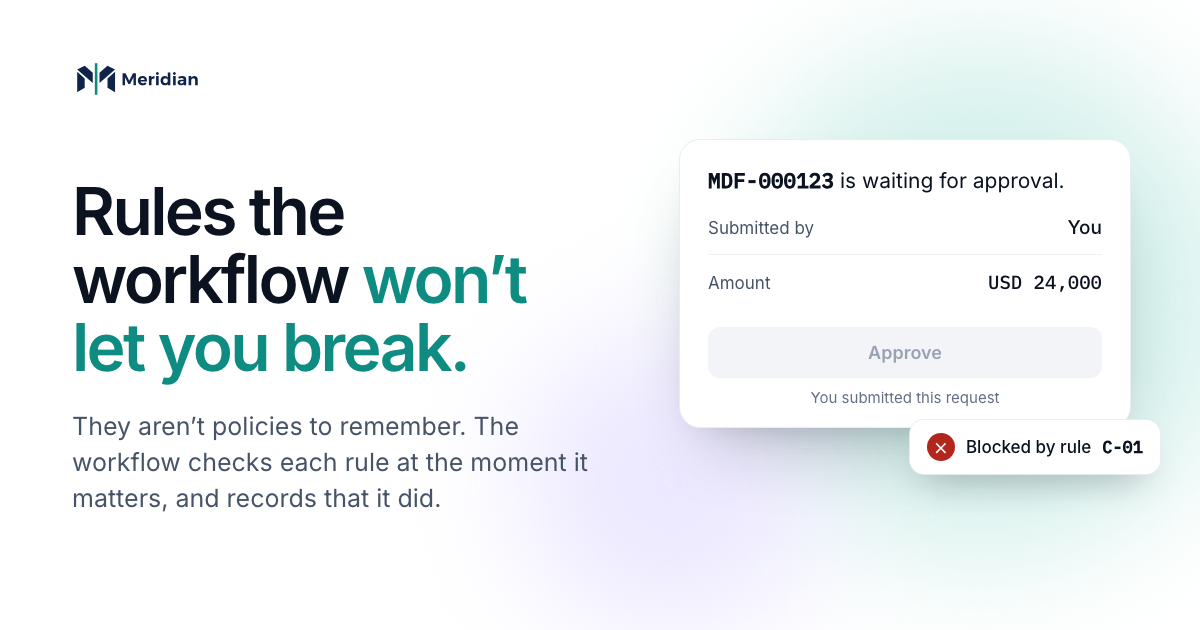 Meridian
Rules the
workflow won’t
let you break.
They aren’t policies to remember. The
workflow checks each rule at the moment it
matters, and records that it did.
MDF-000123 is waiting for approval.
Submitted by You
Amount USD 24,000
Approve
You submitted this request
Blocked by rule C-01